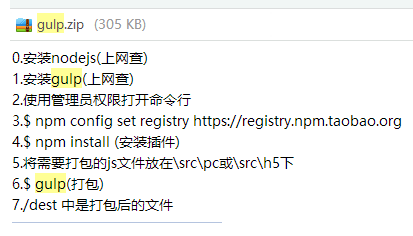 gulp.zip (305 KB)
0.安装nodejs(上网查)
1.安装gulp(上网查)
2.使用管理员权限打开命令行
3.$ npm config set registry https://registry.npm.taobao.org
4.$ npm install (安装插件)
5.将需要打包的js文件放在\src\pc或\src\h5下
6.$ gulp(打包)
7./dest 中是打包后的文件